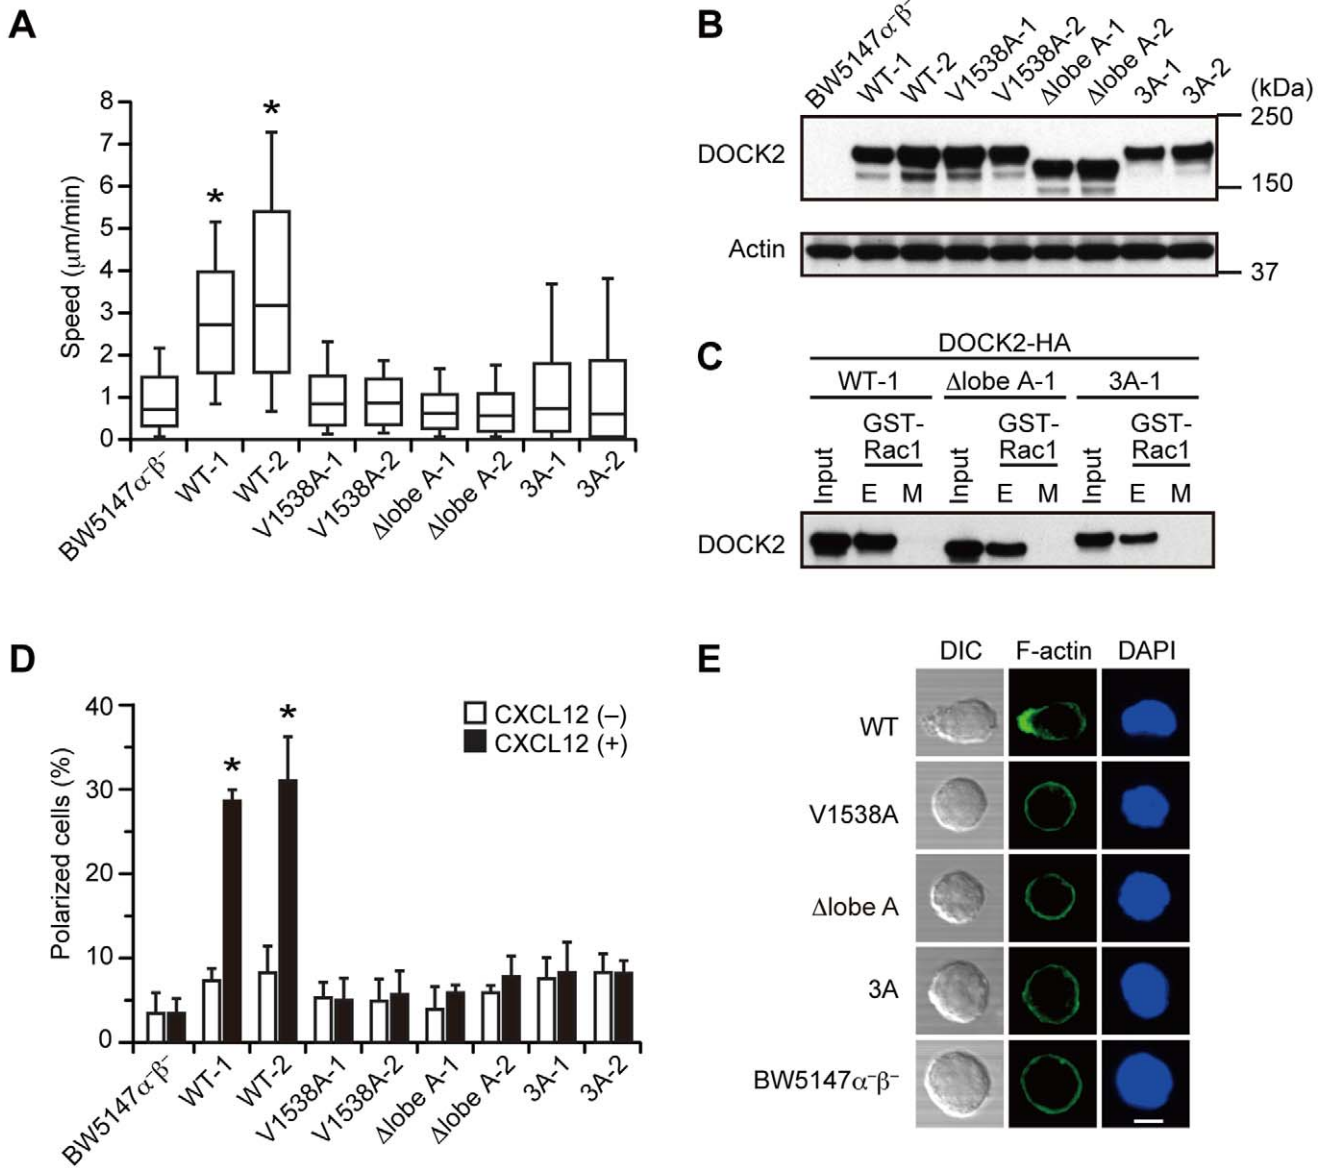 A
Speed (μm/min)
8
7
6
5
4
3
2
1
0
*
*
BW5147α⁻β⁻
WT-1
WT-2
V1538A-1
V1538A-2
Δlobe A-1
Δlobe A-2
3A-1
3A-2
B
BW5147α⁻β⁻
WT-1
WT-2
V1538A-1
V1538A-2
Δlobe A-1
Δlobe A-2
3A-1
3A-2
(kDa)
250
DOCK2
150
Actin
37
C
DOCK2-HA
WT-1 Δlobe A-1 3A-1
Input GST-Rac1 Input GST-Rac1 Input GST-Rac1
E M E M E M
DOCK2
D
Polarized cells (%)
40
30
20
10
0
*
*
CXCL12 (–)
CXCL12 (+)
BW5147α⁻β⁻
WT-1
WT-2
V1538A-1
V1538A-2
Δlobe A-1
Δlobe A-2
3A-1
3A-2
E
DIC F-actin DAPI
WT
V1538A
Δlobe A
3A
BW5147α⁻β⁻